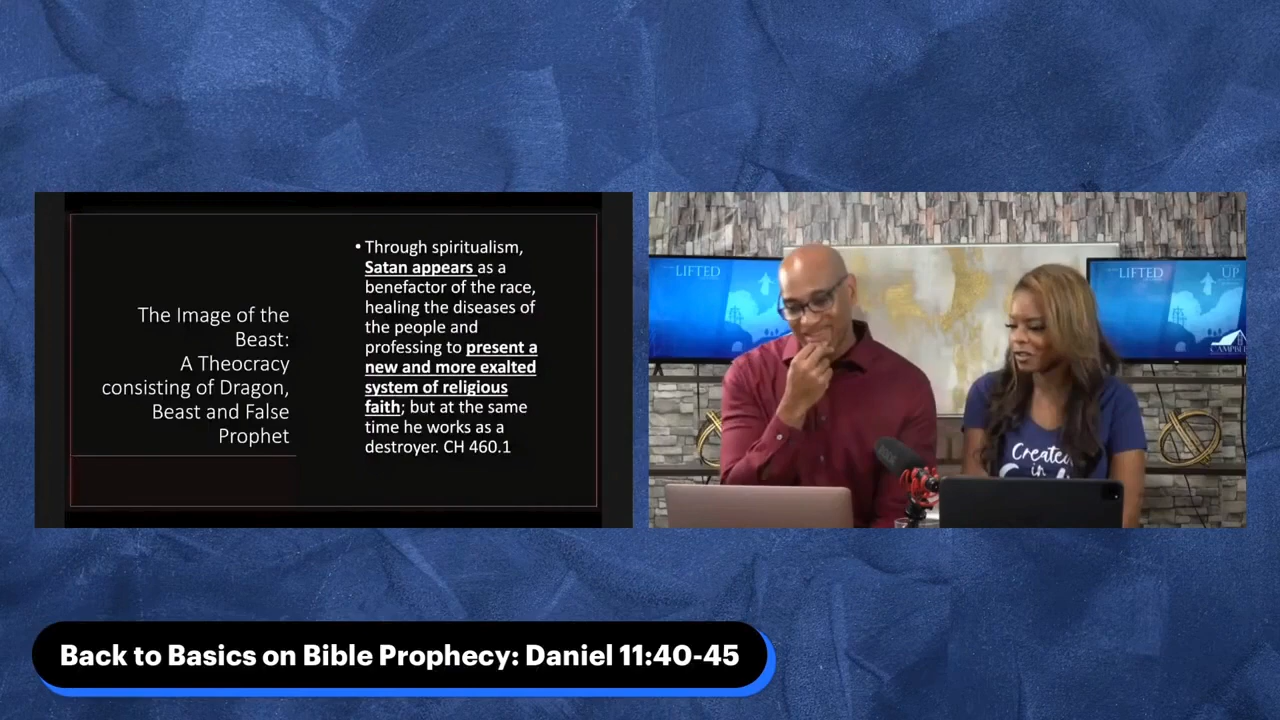 The Image of the
Beast:
A Theocracy
consisting of Dragon,
Beast and False
Prophet
• Through spiritualism,
Satan appears as a
benefactor of the race,
healing the diseases of
the people and
professing to present a
new and more exalted
system of religious
faith; but at the same
time he works as a
destroyer. CH 460.1
LIFTED
LIFTED UP
Created
in
Back to Basics on Bible Prophecy: Daniel 11:40-45